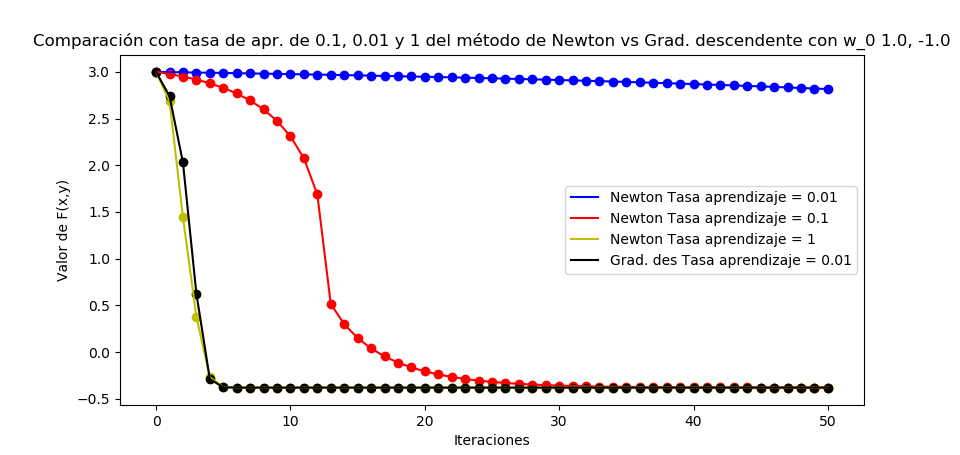 Comparación con tasa de apr. de 0.1, 0.01 y 1 del método de Newton vs Grad. descendente con w_0 1.0, -1.0
3.0
2.5
2.0
1.5
1.0
0.5
0.0
−0.5
Valor de F(x,y)
Newton Tasa aprendizaje = 0.01
Newton Tasa aprendizaje = 0.1
Newton Tasa aprendizaje = 1
Grad. des Tasa aprendizaje = 0.01
0 10 20 30 40 50
Iteraciones